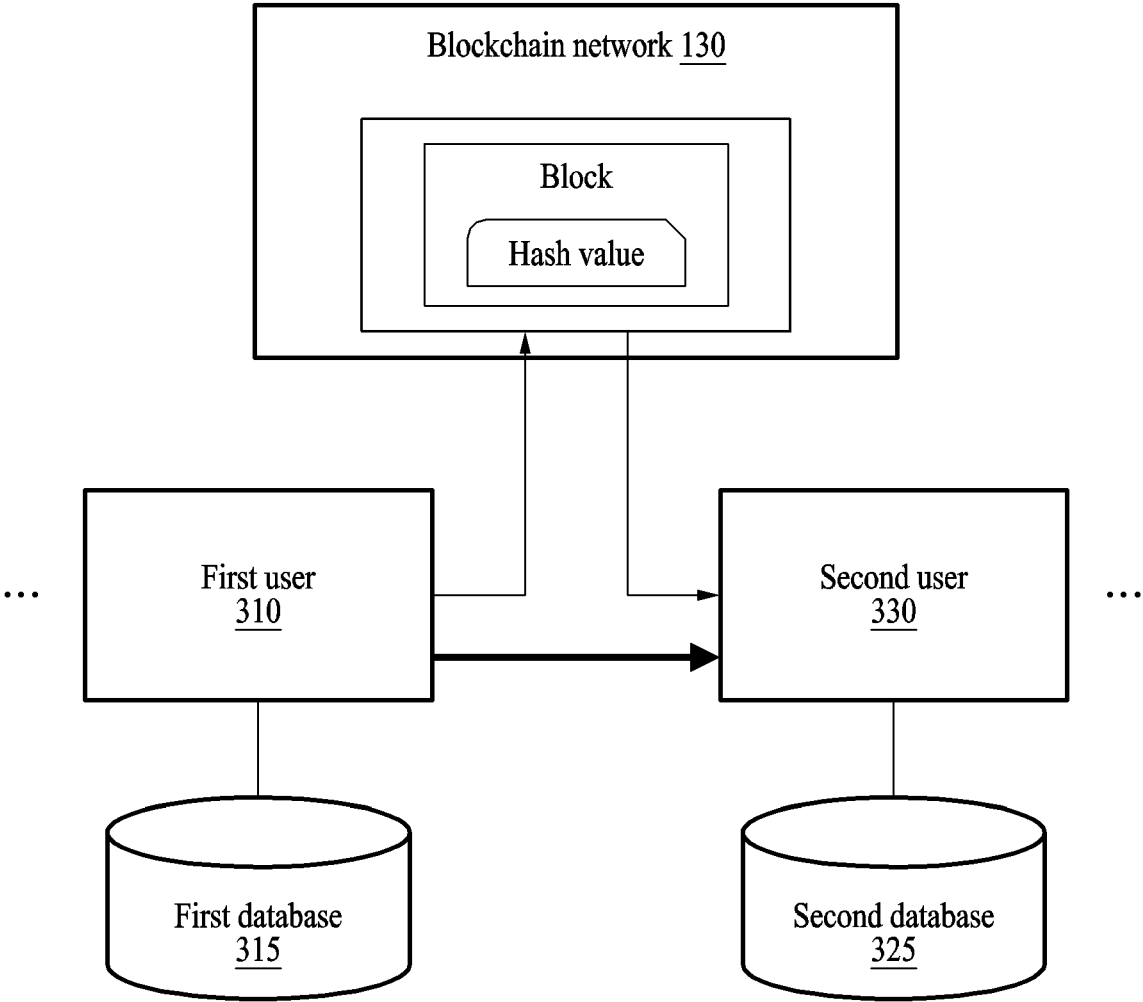 Blockchain network 130
Block
Hash value
First user
310
Second user
330
...
...
First database
315
Second database
325